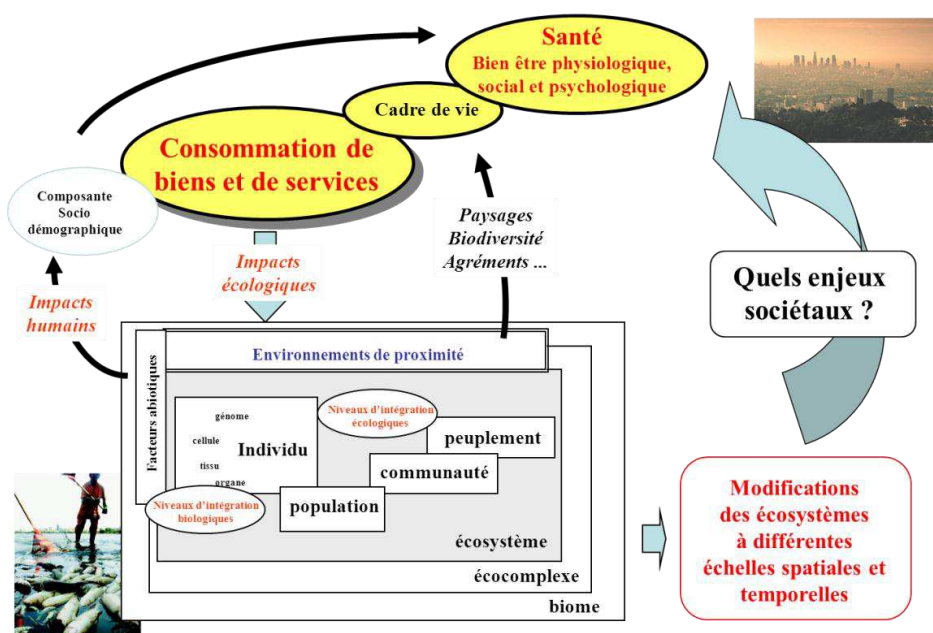 Santé
Bien être physiologique,
social et psychologique
Cadre de vie
Consommation de
biens et de services
Composante
Socio
démographique
Paysages
Biodiversité
Agréments ...
Impacts
écologiques
Impacts
humains
Quels enjeux
sociétaux ?
Environnements de proximité
Facteurs abiotiques
Niveaux d'intégration
écologiques
génome
cellule
Individu
tissu
organe
peuplement
communauté
Niveaux d'intégration
biologiques
population
écosystème
écocomplexe
biome
Modifications
des écosystèmes
à différentes
échelles spatiales et
temporelles